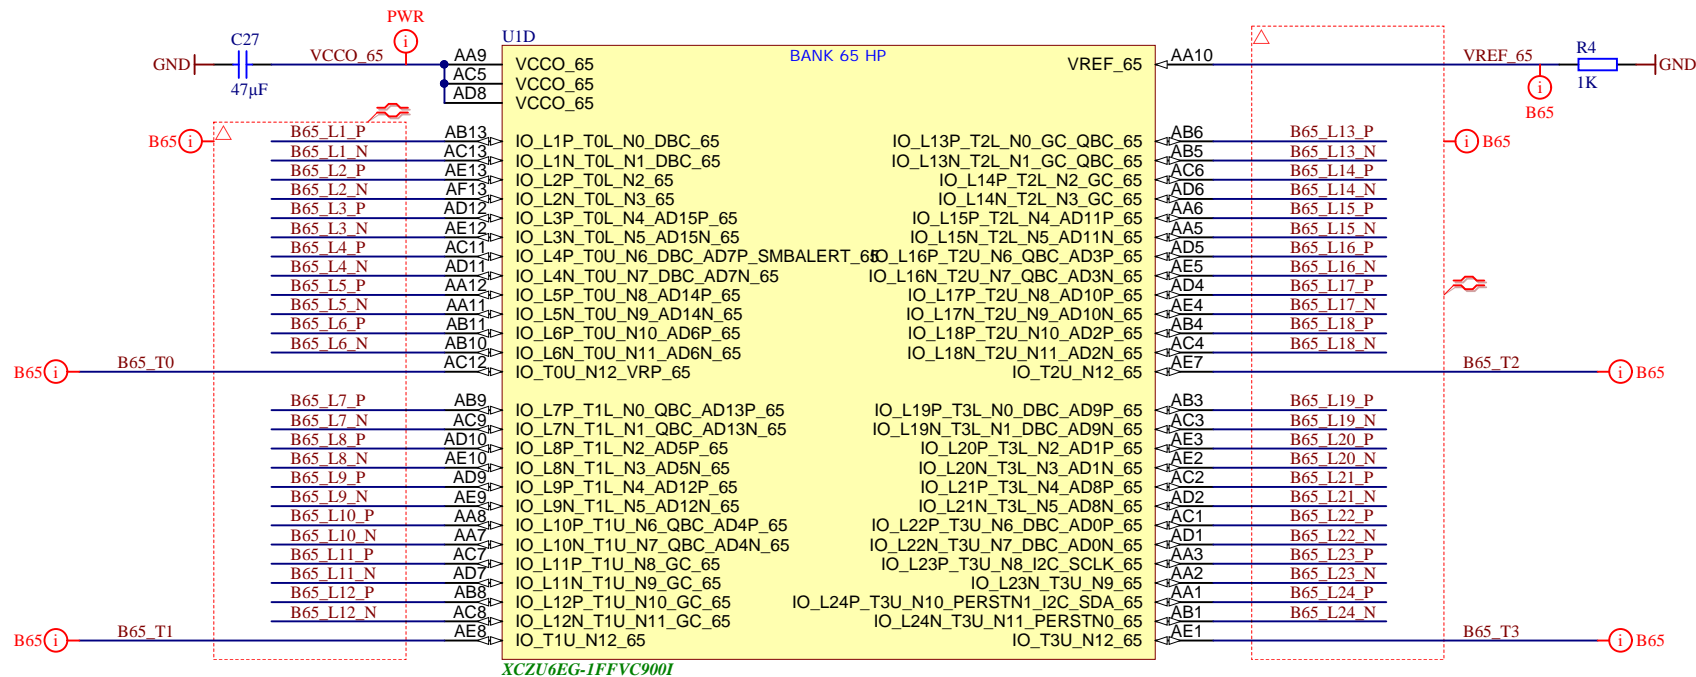 PWR
C27
U1D
GND VCCO_65 AA9 VCCO_65 BANK 65 HP VREF_65 AA10 VREF_65 R4 GND
47µF AC5 VCCO_65 1K
AD8 VCCO_65 B65
B65 B65_L1_P AB13 IO_L1P_T0L_N0_DBC_65 IO_L13P_T2L_N0_GC_QBC_65 AB6 B65_L13_P B65
B65_L1_N AC13 IO_L1N_T0L_N1_DBC_65 IO_L13N_T2L_N1_GC_QBC_65 AB5 B65_L13_N
B65_L2_P AE13 IO_L2P_T0L_N2_65 IO_L14P_T2L_N2_GC_65 AC6 B65_L14_P
B65_L2_N AF13 IO_L2N_T0L_N3_65 IO_L14N_T2L_N3_GC_65 AD6 B65_L14_N
B65_L3_P AD12 IO_L3P_T0L_N4_AD15P_65 IO_L15P_T2L_N4_AD11P_65 AA6 B65_L15_P
B65_L3_N AE12 IO_L3N_T0L_N5_AD15N_65 IO_L15N_T2L_N5_AD11N_65 AA5 B65_L15_N
B65_L4_P AC11 IO_L4P_T0U_N6_DBC_AD7P_SMBALERT_65 IO_L16P_T2U_N6_QBC_AD3P_65 AD5 B65_L16_P
B65_L4_N AD11 IO_L4N_T0U_N7_DBC_AD7N_65 IO_L16N_T2U_N7_QBC_AD3N_65 AE5 B65_L16_N
B65_L5_P AA12 IO_L5P_T0U_N8_AD14P_65 IO_L17P_T2U_N8_AD10P_65 AD4 B65_L17_P
B65_L5_N AA11 IO_L5N_T0U_N9_AD14N_65 IO_L17N_T2U_N9_AD10N_65 AE4 B65_L17_N
B65_L6_P AB11 IO_L6P_T0U_N10_AD6P_65 IO_L18P_T2U_N10_AD2P_65 AB4 B65_L18_P
B65_L6_N AB10 IO_L6N_T0U_N11_AD6N_65 IO_L18N_T2U_N11_AD2N_65 AC4 B65_L18_N
B65 B65_T0 AC12 IO_T0U_N12_VRP_65 IO_T2U_N12_65 AE7 B65_T2 B65
B65_L7_P AB9 IO_L7P_T1L_N0_QBC_AD13P_65 IO_L19P_T3L_N0_DBC_AD9P_65 AB3 B65_L19_P
B65_L7_N AC9 IO_L7N_T1L_N1_QBC_AD13N_65 IO_L19N_T3L_N1_DBC_AD9N_65 AC3 B65_L19_N
B65_L8_P AD10 IO_L8P_T1L_N2_AD5P_65 IO_L20P_T3L_N2_AD1P_65 AE3 B65_L20_P
B65_L8_N AE10 IO_L8N_T1L_N3_AD5N_65 IO_L20N_T3L_N3_AD1N_65 AE2 B65_L20_N
B65_L9_P AD9 IO_L9P_T1L_N4_AD12P_65 IO_L21P_T3L_N4_AD8P_65 AC2 B65_L21_P
B65_L9_N AE9 IO_L9N_T1L_N5_AD12N_65 IO_L21N_T3L_N5_AD8N_65 AD2 B65_L21_N
B65_L10_P AA8 IO_L10P_T1U_N6_QBC_AD4P_65 IO_L22P_T3U_N6_DBC_AD0P_65 AC1 B65_L22_P
B65_L10_N AA7 IO_L10N_T1U_N7_QBC_AD4N_65 IO_L22N_T3U_N7_DBC_AD0N_65 AD1 B65_L22_N
B65_L11_P AC7 IO_L11P_T1U_N8_GC_65 IO_L23P_T3U_N8_I2C_SCLK_65 AA3 B65_L23_P
B65_L11_N AD7 IO_L11N_T1U_N9_GC_65 IO_L23N_T3U_N9_65 AA2 B65_L23_N
B65_L12_P AB8 IO_L12P_T1U_N10_GC_65 IO_L24P_T3U_N10_PERSTN1_I2C_SDA_65 AA1 B65_L24_P
B65_L12_N AC8 IO_L12N_T1U_N11_GC_65 IO_L24N_T3U_N11_PERSTN0_65 AB1 B65_L24_N
B65 B65_T1 AE8 IO_T1U_N12_65 IO_T3U_N12_65 AE1 B65_T3 B65
XCZU6EG-1FFVC900I